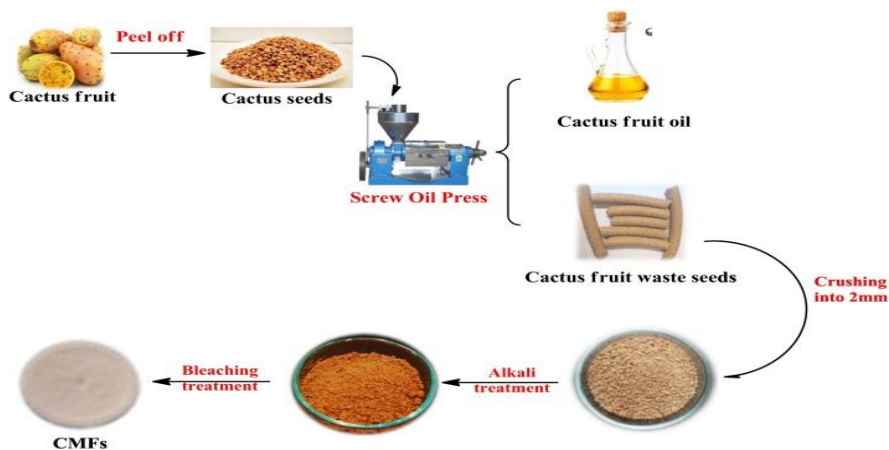 Peel off
Cactus fruit
Cactus seeds
Cactus fruit oil
Screw Oil Press
Cactus fruit waste seeds
Crushing
into 2mm
Alkali
treatment
Bleaching
treatment
CMFs